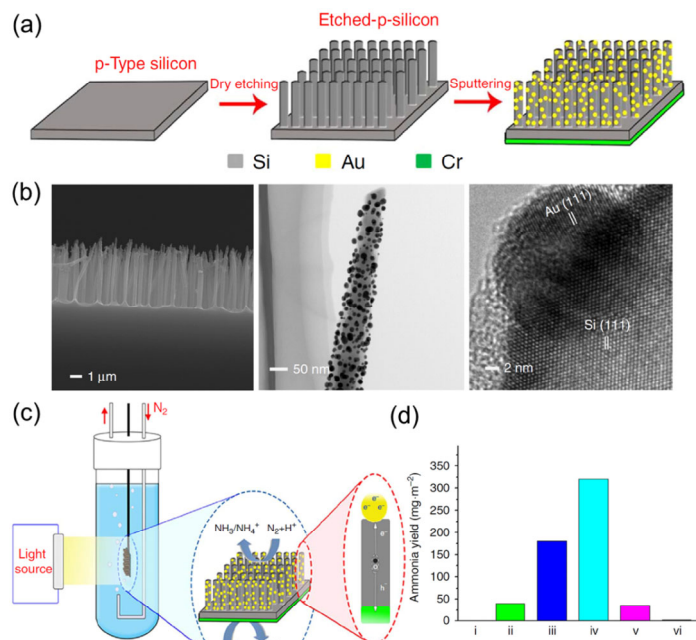 (a)
Etched-p-silicon
p-Type silicon
Dry etching
Sputtering
Si Au Cr
(b)
1 μm
50 nm
Au (111)
Si (111)
2 nm
(c)
N2
Light
source
NH3/NH4+ N2+H+
e-
e- e-
e-
h
(d)
Ammonia yield (mg·m-2)
350
300
250
200
150
100
50
0
i ii iii iv v vi